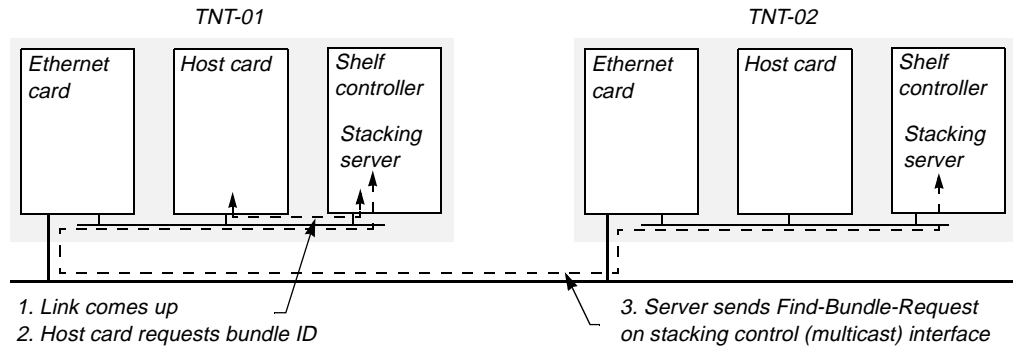 TNT-01
TNT-02
Ethernet
card
Host card
Shelf
controller
Stacking
server
Ethernet
card
Host card
Shelf
controller
Stacking
server
1. Link comes up
2. Host card requests bundle ID
3. Server sends Find-Bundle-Request
on stacking control (multicast) interface